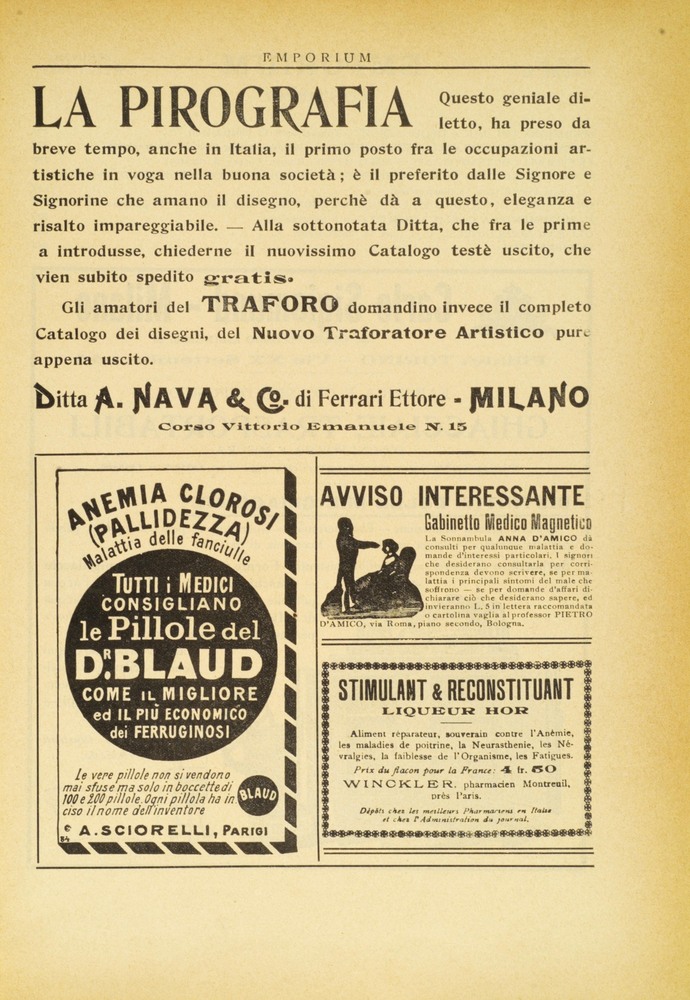 EMPORIUM
LA PIROGRAFIA Questo geniale di-
letto, ha preso da
breve tempo, anche in Italia, il primo posto fra le occupazioni ar-
tistiche in voga nella buona società; è il preferito dalle Signore e
Signorine che amano il disegno, perchè dà a questo, eleganza e
risalto impareggiabile. — Alla sottonotata Ditta, che fra le prime
a introdusse, chiederne il nuovissimo Catalogo testè uscito, che
vien subito spedito gratis.
Gli amatori del TRAFORO domandino invece il completo
Catalogo dei disegni, del Nuovo Traforatore Artistico pure
appena uscito.
Ditta A. NAVA & Co. di Ferrari Ettore - MILANO
Corso Vittorio Emanuele N. 15
ANEMIA CLOROSI
(PALLIDEZZA)
Malattia delle fanciulle
TUTTI i MEDICI
CONSIGLIANO
le Pillole del
DR. BLAUD
COME IL MIGLIORE
ed IL PIÙ ECONOMICO
dei FERRUGINOSI
Le vere pillole non si vendono
mai sfuse ma solo in boccette di
100 e 200 pillole. Ogni pillola ha in
ciso il nome dell'inventore
BLAUD
A. SCIORELLI, PARIGI
84
AVVISO INTERESSANTE
Gabinetto Medico Magnetico
La Sonnambula ANNA D'AMICO dà
consulti per qualunque malattia e do-
mande d'interessi particolari. I signori
che desiderano consultarla per corri-
spondenza devono scrivere, se per ma-
lattia i principali sintomi del male che
soffrono — se per domande d'affari di-
chiarare ciò che desiderano sapere, ed
invieranno L. 5 in lettera raccomandata
o cartolina vaglia al professor PIETRO
D'AMICO, via Roma, piano secondo, Bologna.
STIMULANT & RECONSTITUANT
LIQUEUR HOR
Aliment réparateur, souverain contre l'Anémie,
les maladies de poitrine, la Neurasthenie, les Né-
vralgies, la faiblesse de l'Organisme, les Fatigues.
Prix du flacon pour la France: 4 fr. 50
WINCKLER, pharmacien Montreuil,
près Paris.
Dépôts chez les meilleurs Pharmaciens en Italie
et chez l'Administration du journal.